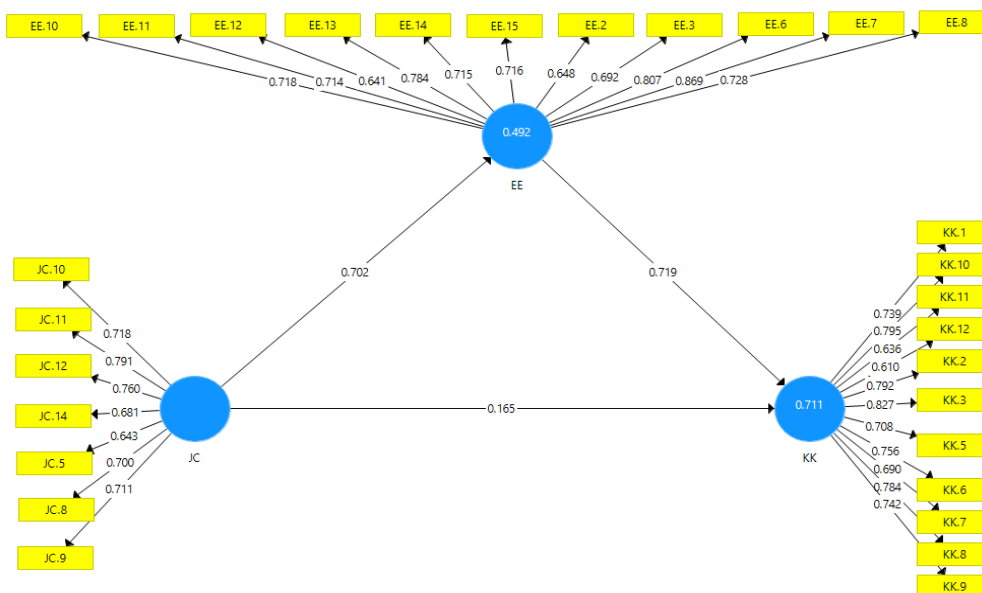 EE.10
EE.11
EE.12
EE.13
EE.14
EE.15
EE.2
EE.3
EE.6
EE.7
EE.8
0.718
0.714
0.641
0.784
0.715
0.716
0.648
0.692
0.807
0.869
0.728
0.492
EE
0.702
0.719
0.165
JC.10
JC.11
JC.12
JC.14
JC.5
JC.8
JC.9
0.718
0.791
0.760
0.681
0.643
0.700
0.711
JC
0.711
KK
0.739
0.795
0.636
0.610
0.792
0.827
0.708
0.756
0.690
0.784
0.742
KK.1
KK.10
KK.11
KK.12
KK.2
KK.3
KK.5
KK.6
KK.7
KK.8
KK.9